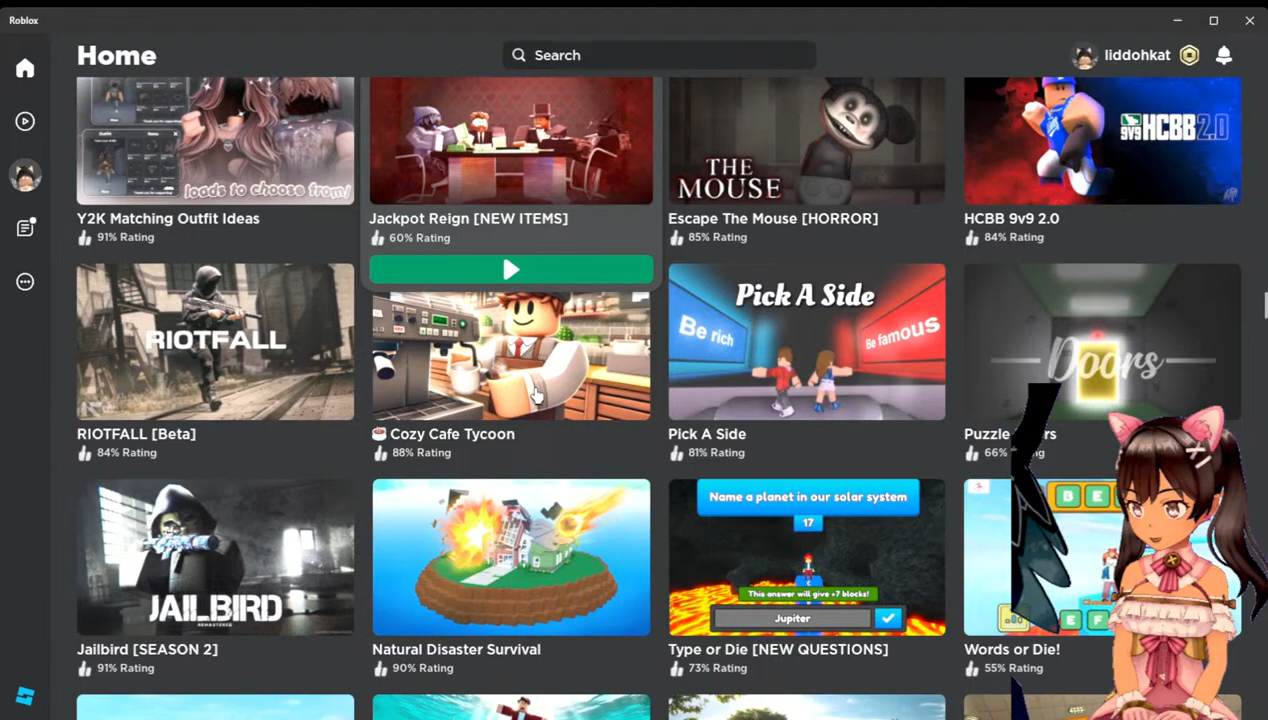 Roblox
Home
Search
liddohkat
loads to choose from!
THE
MOUSE
9v9 HCBB 2.0
Y2K Matching Outfit Ideas
91% Rating
Jackpot Reign [NEW ITEMS]
60% Rating
Escape The Mouse [HORROR]
85% Rating
HCBB 9v9 2.0
84% Rating
RIOTFALL
Pick A Side
Be rich
Be famous
Doors
RIOTFALL [Beta]
84% Rating
☕ Cozy Cafe Tycoon
88% Rating
Pick A Side
81% Rating
Puzzle
66%
JAILBIRD
REMASTERED
Name a planet in our solar system
17
This answer will give +7 blocks!
Jupiter
B E
E F
Jailbird [SEASON 2]
91% Rating
Natural Disaster Survival
90% Rating
Type or Die [NEW QUESTIONS]
73% Rating
Words or Die!
55% Rating